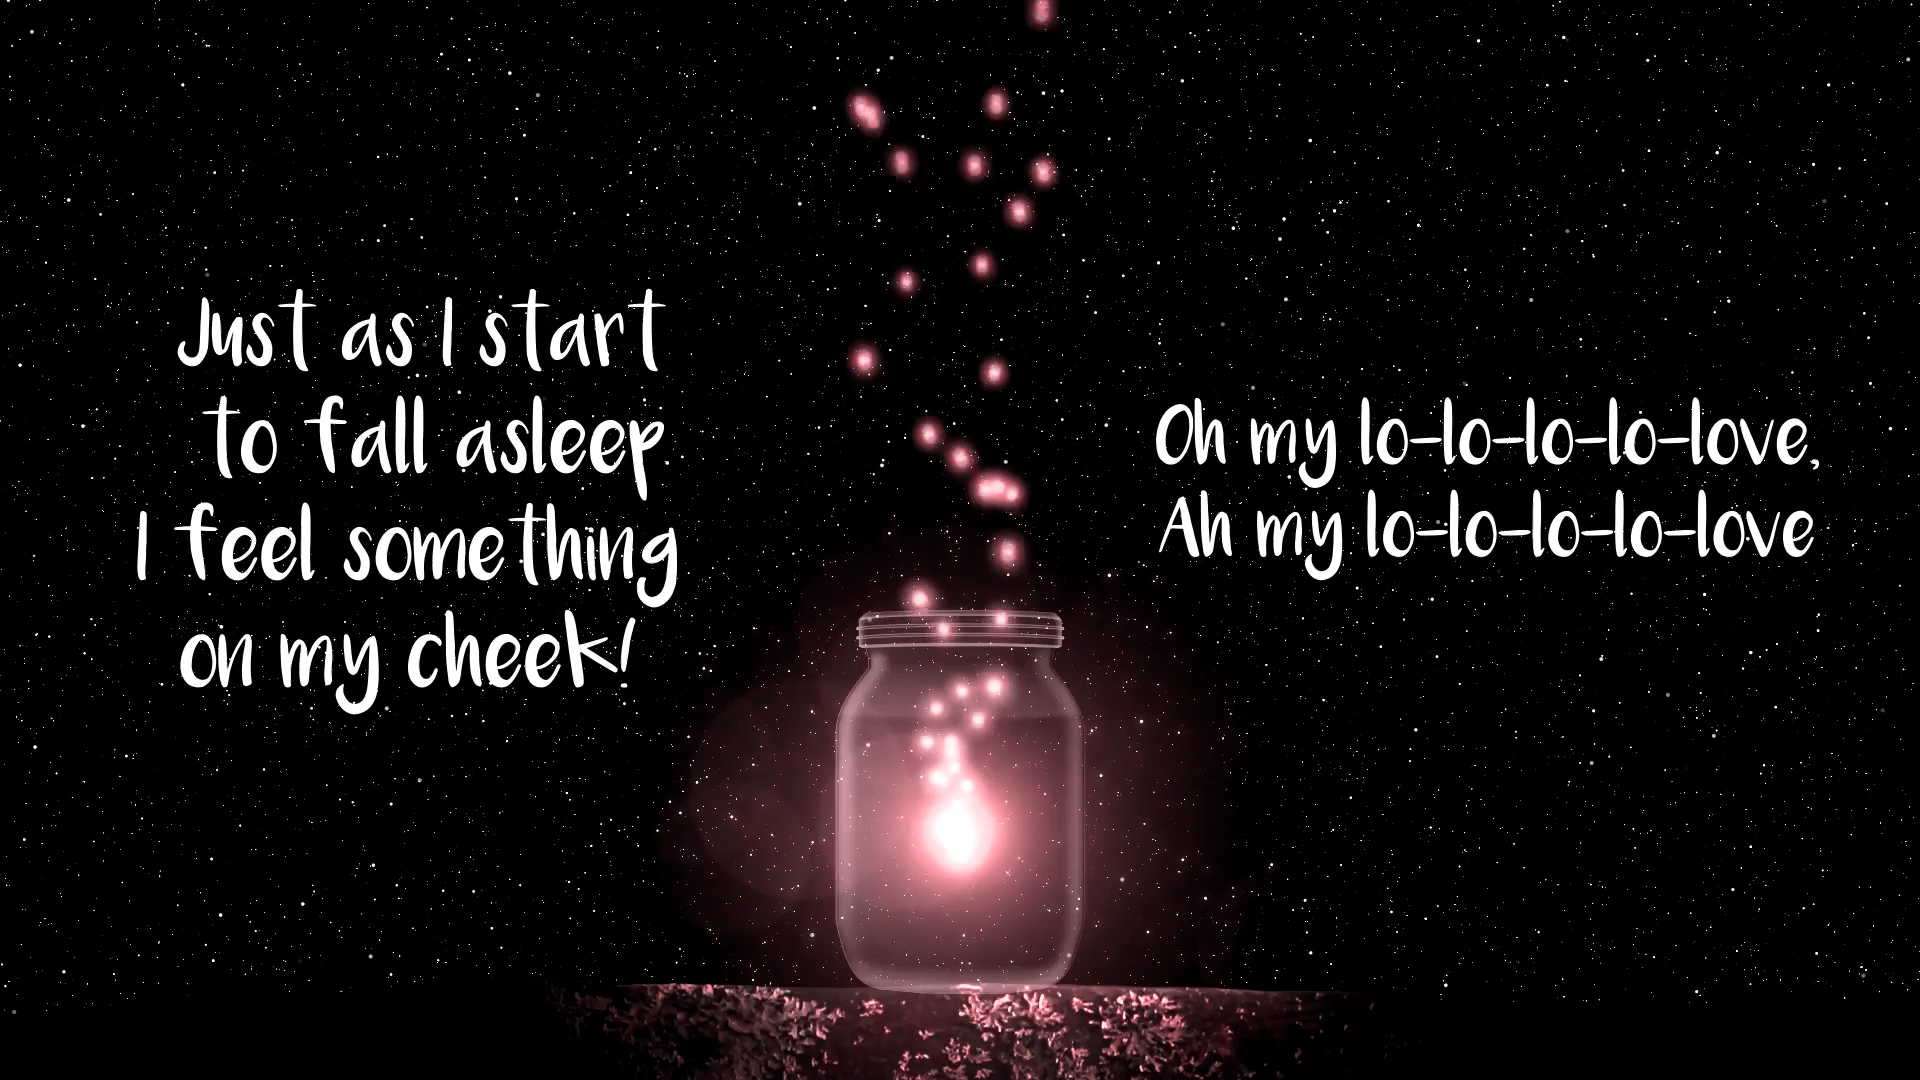 Just as I start
to fall asleep
I feel something
on my cheek!
Oh my lo-lo-lo-lo-love,
Ah my lo-lo-lo-lo-love